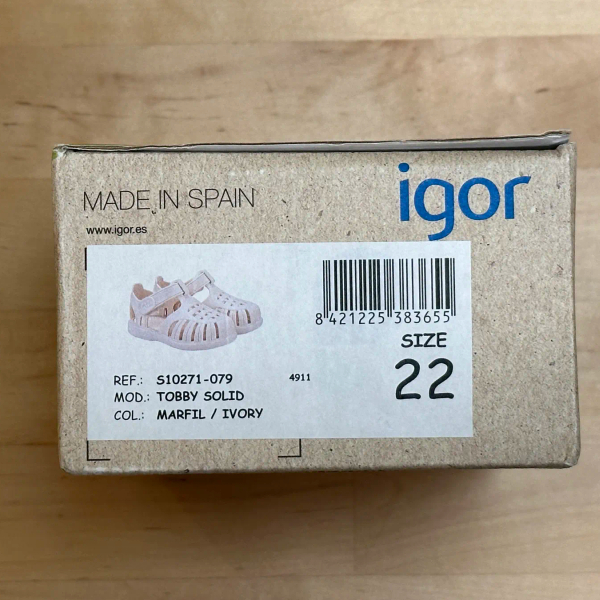 MADE IN SPAIN
igor
www.igor.es
8 421225 383655
SIZE
22
REF.: S10271-079
4911
MOD.: TOBBY SOLID
COL.: MARFIL / IVORY